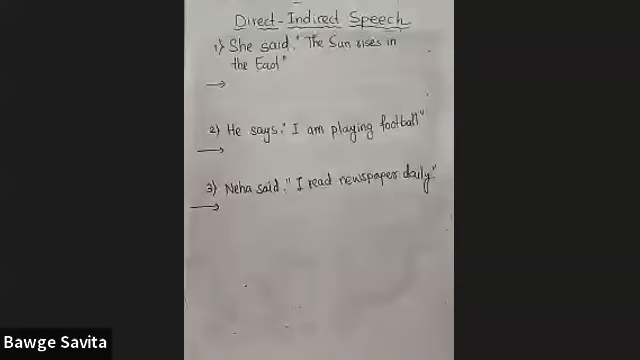 Direct-Indirect Speech
1) She said," The Sun rises in
the East"
→
2) He says," I am playing football"
→
3) Neha said," I read newspaper daily."
→
Bawge Savita